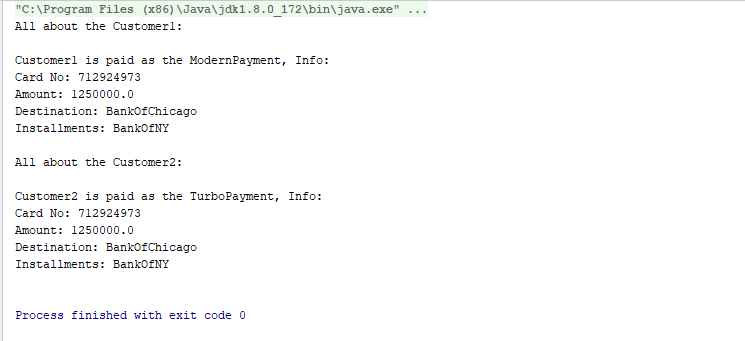 "C:\Program Files (x86)\Java\jdk1.8.0_172\bin\java.exe" ...
All about the Customer1:
Customer1 is paid as the ModernPayment, Info:
Card No: 712924973
Amount: 1250000.0
Destination: BankOfChicago
Installments: BankOfNY
All about the Customer2:
Customer2 is paid as the TurboPayment, Info:
Card No: 712924973
Amount: 1250000.0
Destination: BankOfChicago
Installments: BankOfNY
Process finished with exit code 0